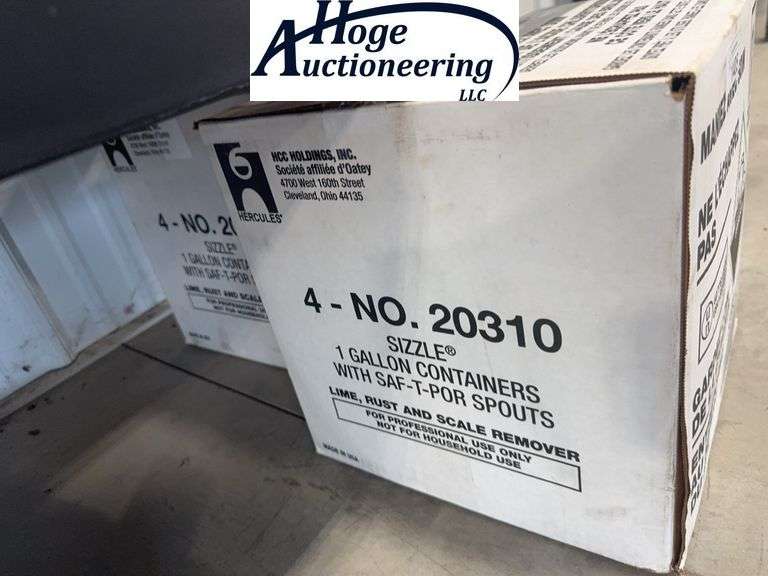 Hoge
Auctioneering
LLC
HCC HOLDINGS, INC.
Société affiliée d'Oatey
4700 West 160th Street
Cleveland, Ohio 44135
HERCULES®
4 - NO. 20310
SIZZLE®
1 GALLON CONTAINERS
WITH SAF-T-POR SPOUTS
LIME, RUST AND SCALE REMOVER
FOR PROFESSIONAL USE ONLY
NOT FOR HOUSEHOLD USE
MADE IN USA
4 - NO. 20
SIZZLE®
1 GALLON CONTA
WITH SAF-T-POR
LIME, RUST AND SCALE
NE
PAS